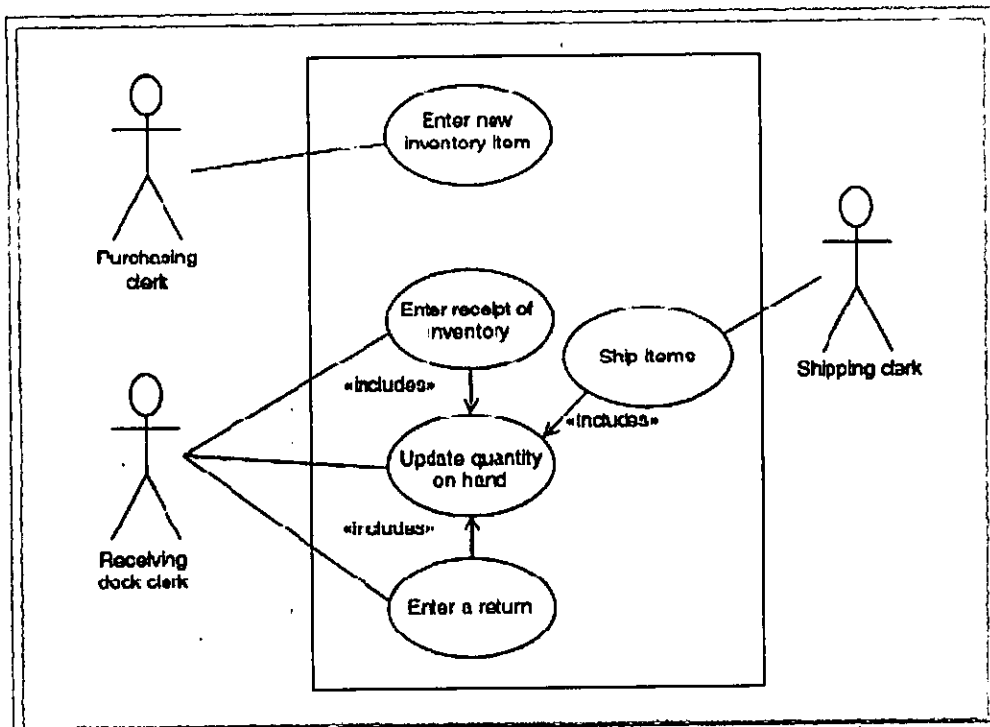 Enter new
inventory item
Purchasing
clerk
Enter receipt of
inventory
Ship items
Shipping clerk
«includes»
«includes»
Update quantity
on hand
«includes»
Receiving
dock clerk
Enter a return